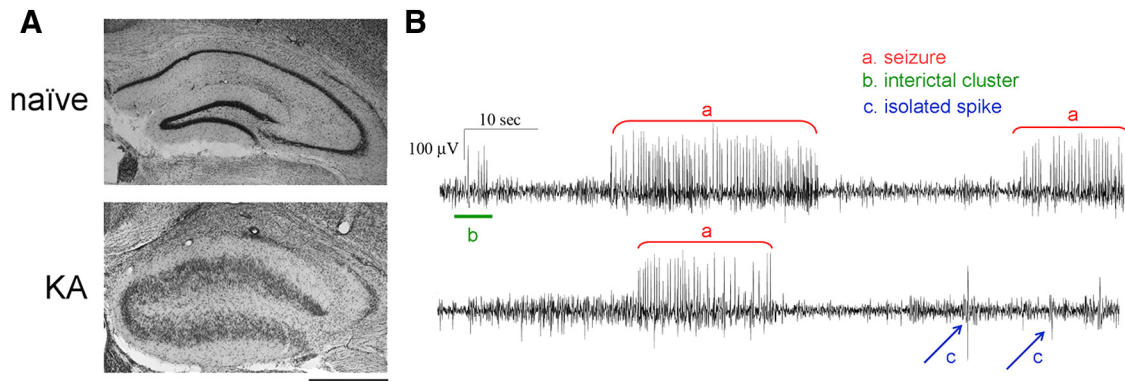 A
naïve
KA
B
a. seizure
b. interictal cluster
c. isolated spike
10 sec
100 µV
a
a
b
a
c
c